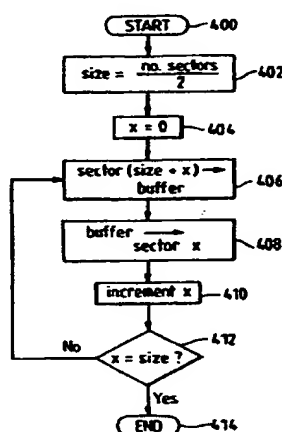 START 400
no. sectors
size = 402
2
x = 0 404
sector (size + x) 406
buffer
buffer
sector x 408
increment x 410
412
No x = size ?
Yes
END 414